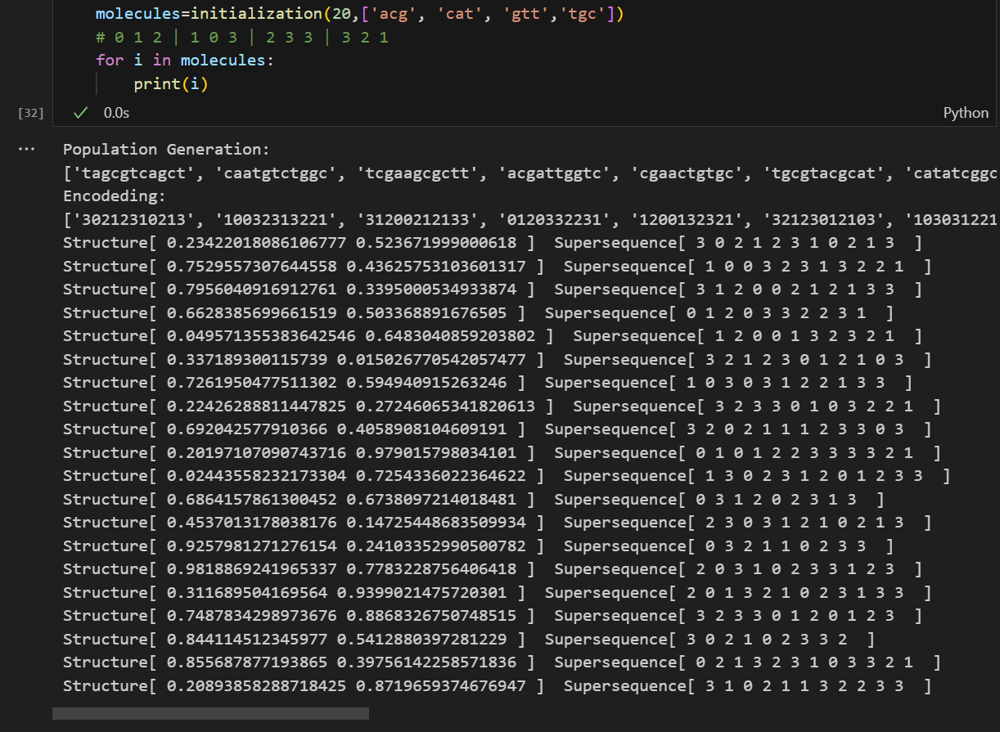 molecules=initialization(20,['acg', 'cat', 'gtt','tgc'])
# 0 1 2 | 1 0 3 | 2 3 3 | 3 2 1
for i in molecules:
    print(i)
[32] ✓ 0.0s Python
... Population Generation:
['tagcgtcagct', 'caatgtctggc', 'tcgaagcgctt', 'acgattggtc', 'cgaactgtgc', 'tgcgtacgcat', 'catatcggc
Encodeding:
['30212310213', '10032313221', '31200212133', '0120332231', '1200132321', '32123012103', '103031221
Structure[ 0.23422018086106777 0.523671999000618 ]  Supersequence[ 3 0 2 1 2 3 1 0 2 1 3  ]
Structure[ 0.7529557307644558 0.43625753103601317 ]  Supersequence[ 1 0 0 3 2 3 1 3 2 2 1  ]
Structure[ 0.7956040916912761 0.3395000534933874 ]  Supersequence[ 3 1 2 0 0 2 1 2 1 3 3  ]
Structure[ 0.6628385699661519 0.503368891676505 ]  Supersequence[ 0 1 2 0 3 3 2 2 3 1  ]
Structure[ 0.049571355383642546 0.6483040859203802 ]  Supersequence[ 1 2 0 0 1 3 2 3 2 1  ]
Structure[ 0.337189300115739 0.015026770542057477 ]  Supersequence[ 3 2 1 2 3 0 1 2 1 0 3  ]
Structure[ 0.7261950477511302 0.594940915263246 ]  Supersequence[ 1 0 3 0 3 1 2 2 1 3 3  ]
Structure[ 0.22426288811447825 0.27246065341820613 ]  Supersequence[ 3 2 3 3 0 1 0 3 2 2 1  ]
Structure[ 0.692042577910366 0.4058908104609191 ]  Supersequence[ 3 2 0 2 1 1 1 2 3 3 0 3  ]
Structure[ 0.20197107090743716 0.979015798034101 ]  Supersequence[ 0 1 0 1 2 2 3 3 3 3 2 1  ]
Structure[ 0.02443558232173304 0.7254336022364622 ]  Supersequence[ 1 3 0 2 3 1 2 0 1 2 3 3  ]
Structure[ 0.6864157861300452 0.6738097214018481 ]  Supersequence[ 0 3 1 2 0 2 3 1 3  ]
Structure[ 0.4537013178038176 0.14725448683509934 ]  Supersequence[ 2 3 0 3 1 2 1 0 2 1 3  ]
Structure[ 0.9257981271276154 0.24103352990500782 ]  Supersequence[ 0 3 2 1 1 0 2 3 3  ]
Structure[ 0.9818869241965337 0.7783228756406418 ]  Supersequence[ 2 0 3 1 0 2 3 3 1 2 3  ]
Structure[ 0.311689504169564 0.9399021475720301 ]  Supersequence[ 2 0 1 3 2 1 0 2 3 1 3 3  ]
Structure[ 0.7487834298973676 0.8868326750748515 ]  Supersequence[ 3 2 3 3 0 1 2 0 1 2 3  ]
Structure[ 0.844114512345977 0.5412880397281229 ]  Supersequence[ 3 0 2 1 0 2 3 3 2  ]
Structure[ 0.855687877193865 0.39756142258571836 ]  Supersequence[ 0 2 1 3 2 3 1 0 3 3 2 1  ]
Structure[ 0.20893858288718425 0.8719659374676947 ]  Supersequence[ 3 1 0 2 1 1 3 2 2 3 3  ]